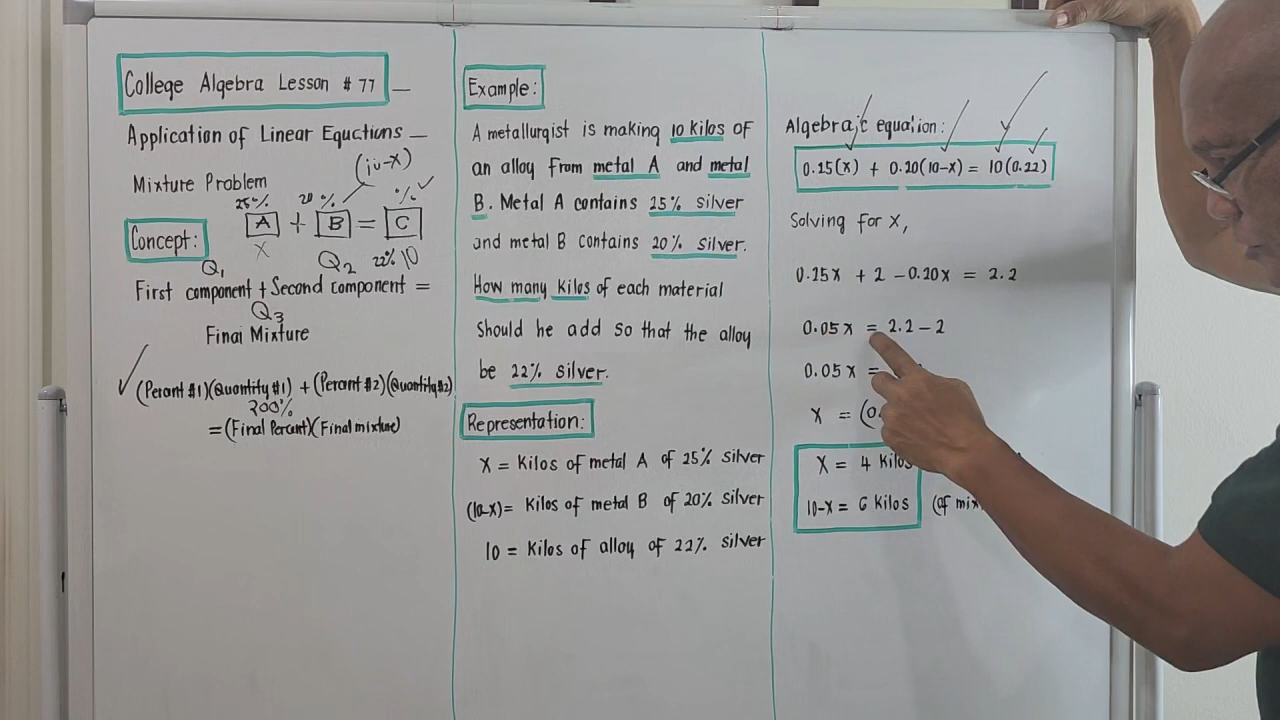 College Algebra Lesson # 77
Application of Linear Equctions
Mixture Problem
(10-x)
25% 20% %
A + B = C
x 22% 10
Concept:
Q1 Q2
First component + Second component =
Q3
Final Mixture
(Percent #1)(Quantity #1) + (Percent #2)(Quantity #2)
= (Final Percent)(Final mixture)
Example:
A metallurgist is making 10 kilos of
an alloy from metal A and metal
B. Metal A contains 25% silver
and metal B contains 20% silver.
How many kilos of each material
should he add so that the alloy
be 22% silver.
Representation:
X = Kilos of metal A of 25% silver
(10-X) = Kilos of metal B of 20% silver
10 = Kilos of alloy of 22% silver
Algebraic equation:
0.25(x) + 0.20(10-x) = 10(0.22)
Solving for x,
0.25x + 2 - 0.20x = 2.2
0.05x = 2.2 - 2
0.05x =
X = (0.
X = 4 Kilos
10-X = 6 Kilos (of